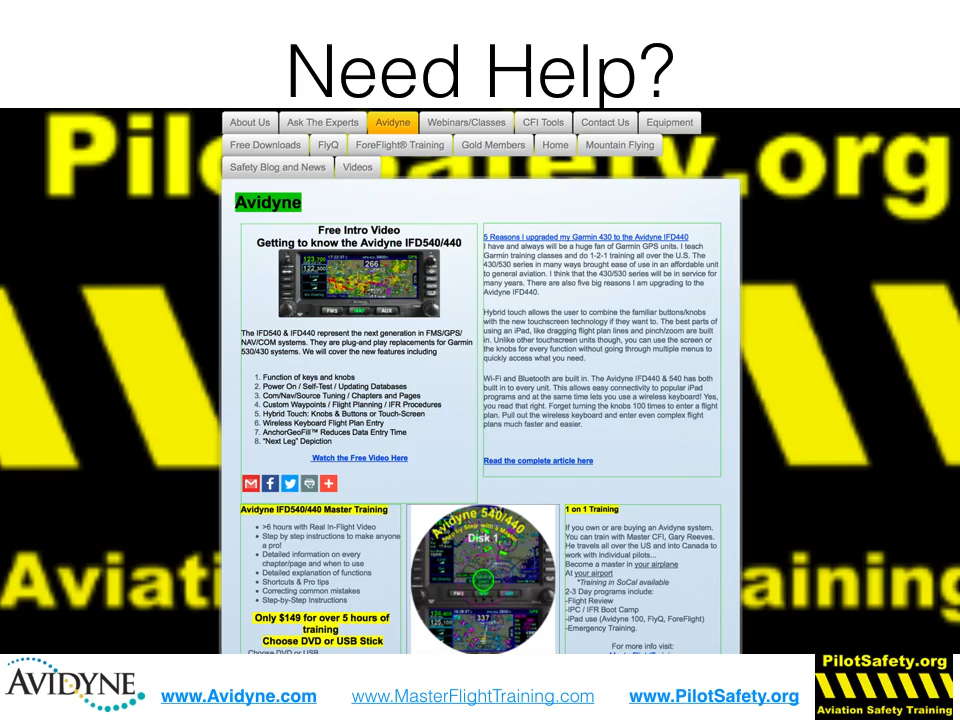 Need Help?
PilotSafety.org
About Us Ask The Experts Avidyne Webinars/Classes CFI Tools Contact Us Equipment
Free Downloads FlyQ ForeFlight® Training Gold Members Home Mountain Flying
Safety Blog and News Videos
Avidyne
Free Intro Video
Getting to know the Avidyne IFD540/440
266
FMS MAP AUX
The IFD540 & IFD440 represent the next generation in FMS/GPS/
NAV/COM systems. They are plug-and play replacements for Garmin
530/430 systems. We will cover the new features including
1. Function of keys and knobs
2. Power On / Self-Test / Updating Databases
3. Com/Nav/Source Tuning / Chapters and Pages
4. Custom Waypoints / Flight Planning / IFR Procedures
5. Hybrid Touch: Knobs & Buttons or Touch-Screen
6. Wireless Keyboard Flight Plan Entry
7. AnchorGeoFill™ Reduces Data Entry Time
8. "Next Leg" Depiction
Watch the Free Video Here
5 Reasons I upgraded my Garmin 430 to the Avidyne IFD440
I have and always will be a huge fan of Garmin GPS units. I teach
Garmin training classes and do 1-2-1 training all over the U.S. The
430/530 series in many ways brought ease of use in an affordable unit
to general aviation. I think that the 430/530 series will be in service for
many years. There are also five big reasons I am upgrading to the
Avidyne IFD440.
Hybrid touch allows the user to combine the familiar buttons/knobs
with the new touchscreen technology if they want to. The best parts of
using an iPad, like dragging flight plan lines and pinch/zoom are built
in. Unlike other touchscreen units though, you can use the screen or
the knobs for every function without going through multiple menus to
quickly access what you need.
Wi-Fi and Bluetooth are built in. The Avidyne IFD440 & 540 has both
built in to every unit. This allows easy connectivity to popular iPad
programs and at the same time lets you use a wireless keyboard! Yes,
you read that right. Forget turning the knobs 100 times to enter a flight
plan. Pull out the wireless keyboard and enter even complex flight
plans much faster and easier.
Read the complete article here
Avidyne IFD540/440 Master Training
• >6 hours with Real In-Flight Video
• Step by step instructions to make anyone
a pro!
• Detailed information on every
chapter/page and when to use
• Detailed explanation of functions
• Shortcuts & Pro tips
• Correcting common mistakes
• Step-by-Step Instructions
Only $149 for over 5 hours of
training
Choose DVD or USB Stick
Choose DVD or USB
Avidyne 540/440
Step by Step with a Master
Disk 1
337
1 on 1 Training
If you own or are buying an Avidyne system.
You can train with Master CFI, Gary Reeves.
He travels all over the US and into Canada to
work with individual pilots...
Become a master in your airplane
At your airport
*Training in SoCal available
2-3 Day programs include:
-Flight Review
-IPC / IFR Boot Camp
-iPad use (Avidyne 100, FlyQ, ForeFlight)
-Emergency Training.
For more info visit:
Aviati
aining
AVIDYNE
www.Avidyne.com www.MasterFlightTraining.com www.PilotSafety.org
PilotSafety.org
Aviation Safety Training